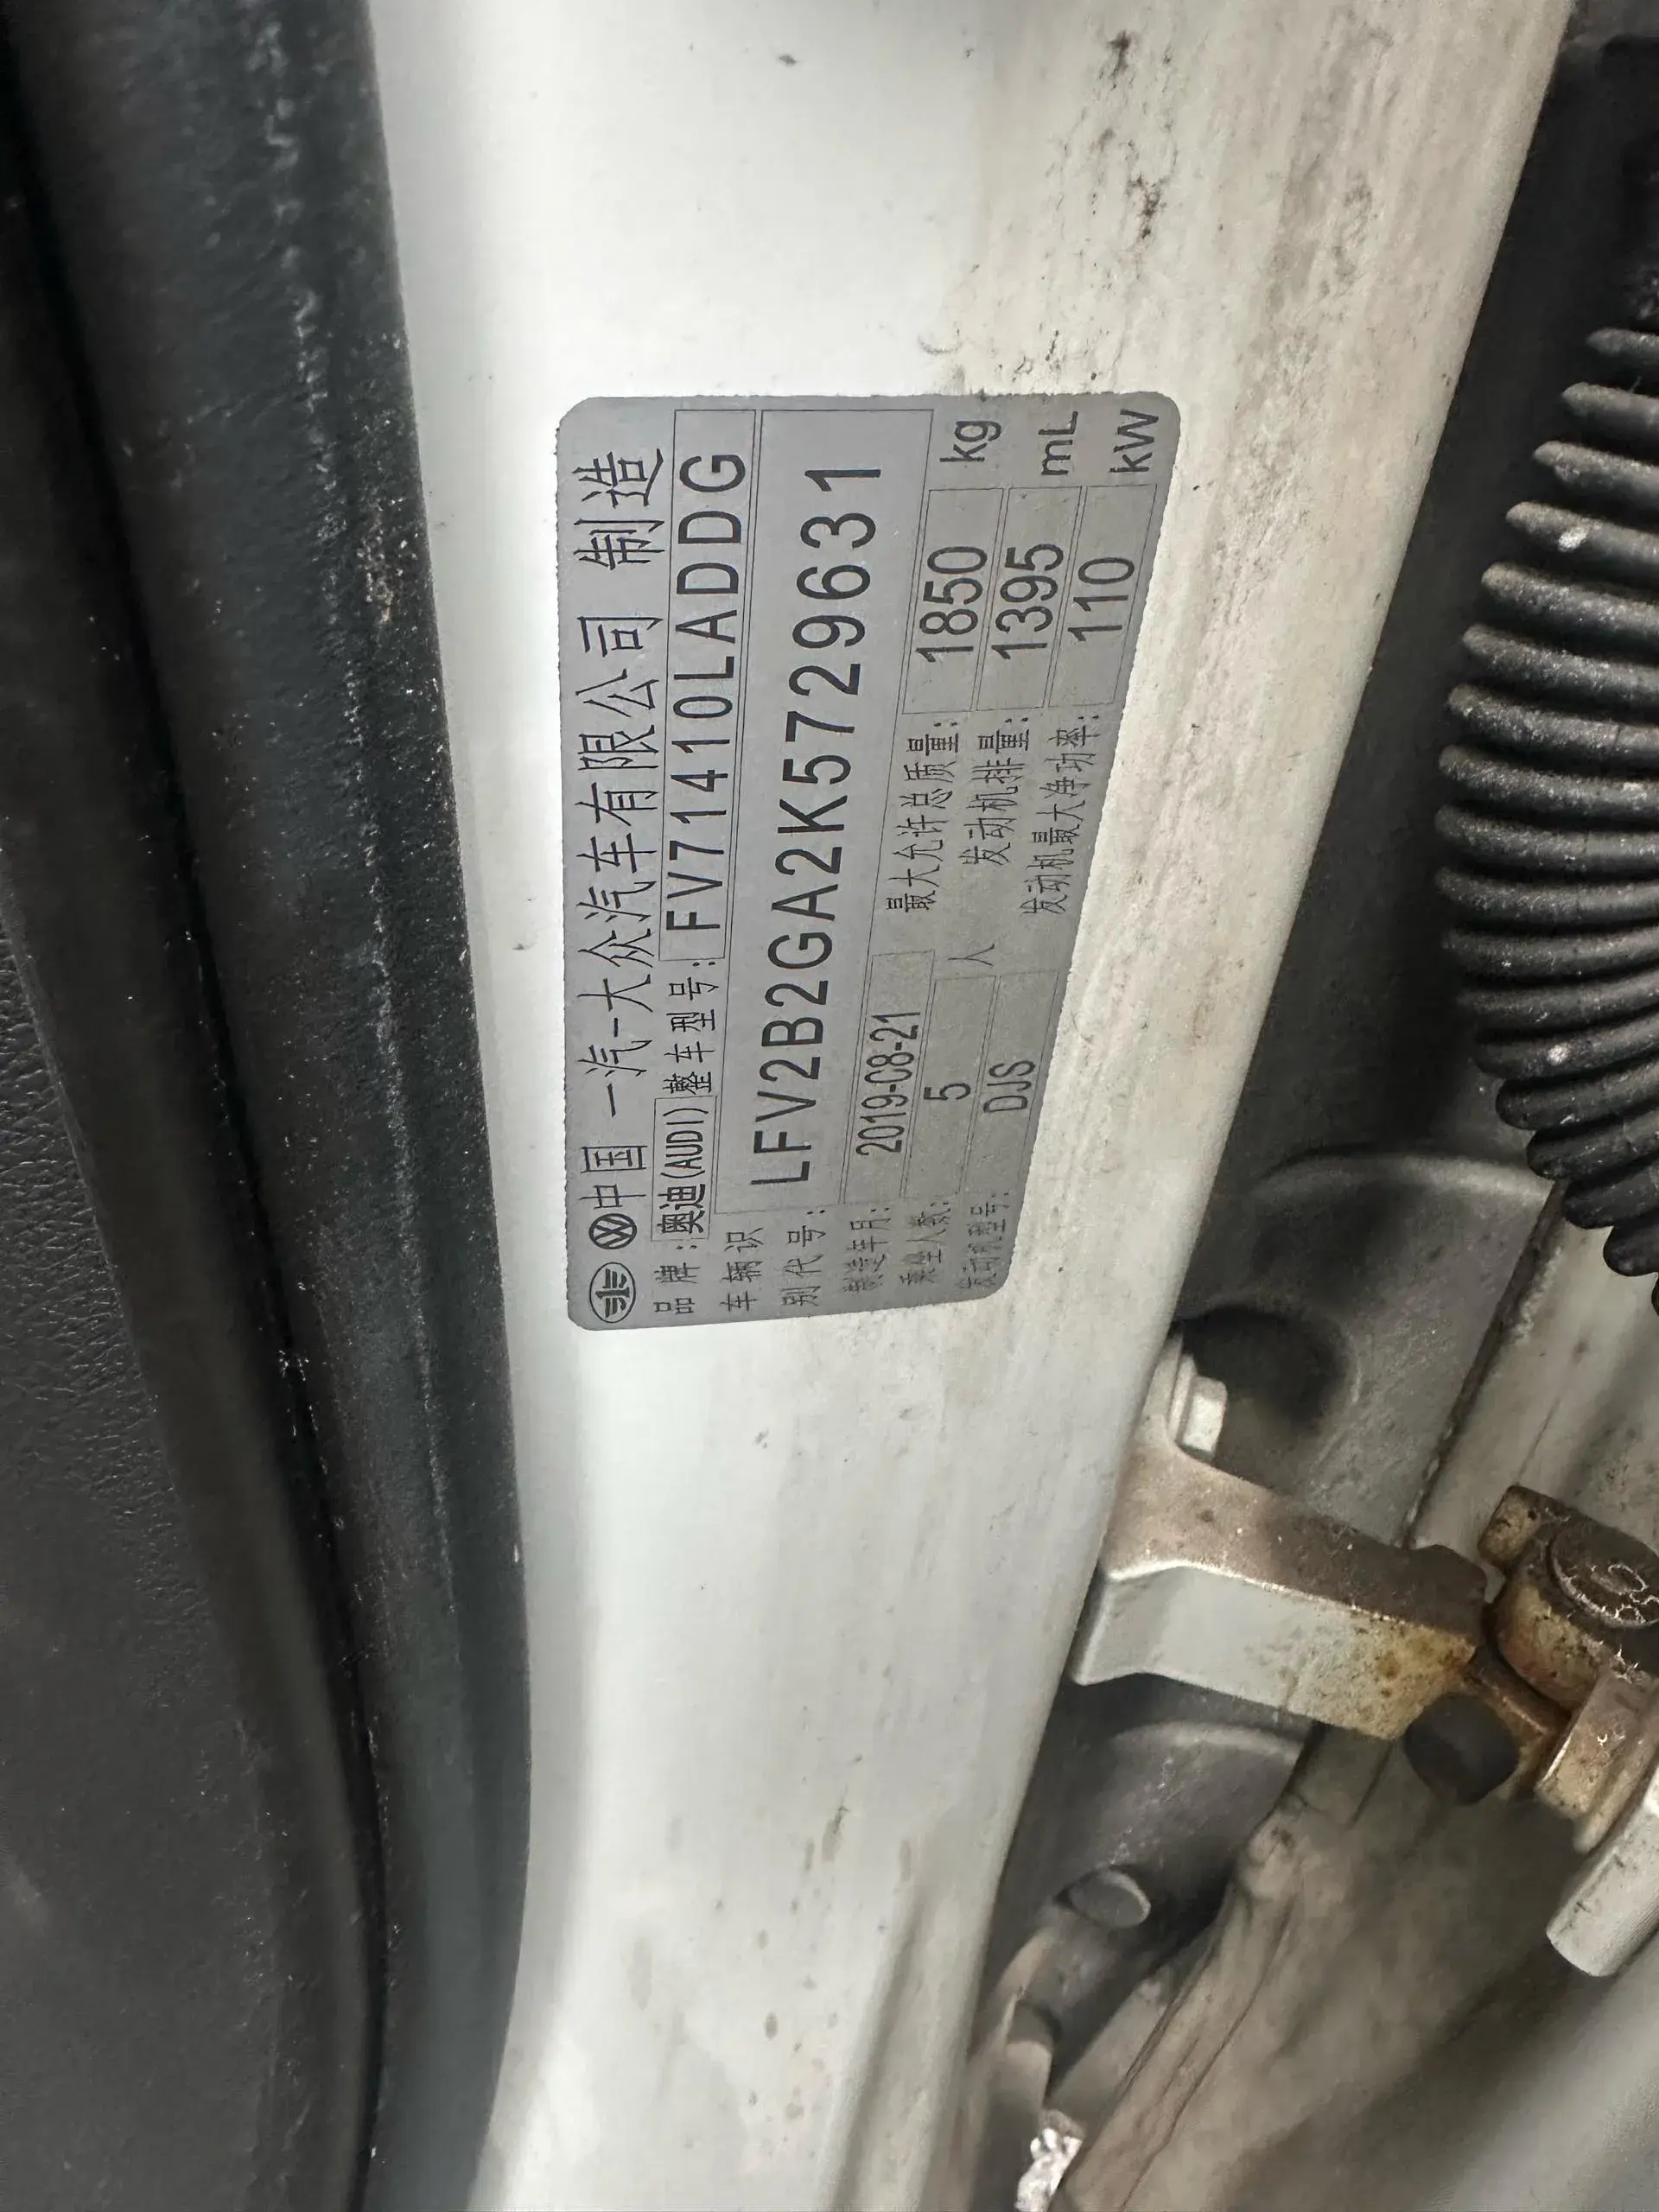 中国 一汽-大众汽车有限公司 制造
品牌: 奥迪(AUDI) 整车型号: FV71410LADDG
车辆识别代号: LFV2B2GA2K5729631
制造年月: 2019-08-21 最大允许总质量: 1850 kg
乘坐人数: 5 人 发动机排量: 1395 mL
发动机型号: DJS 发动机最大净功率: 110 kW